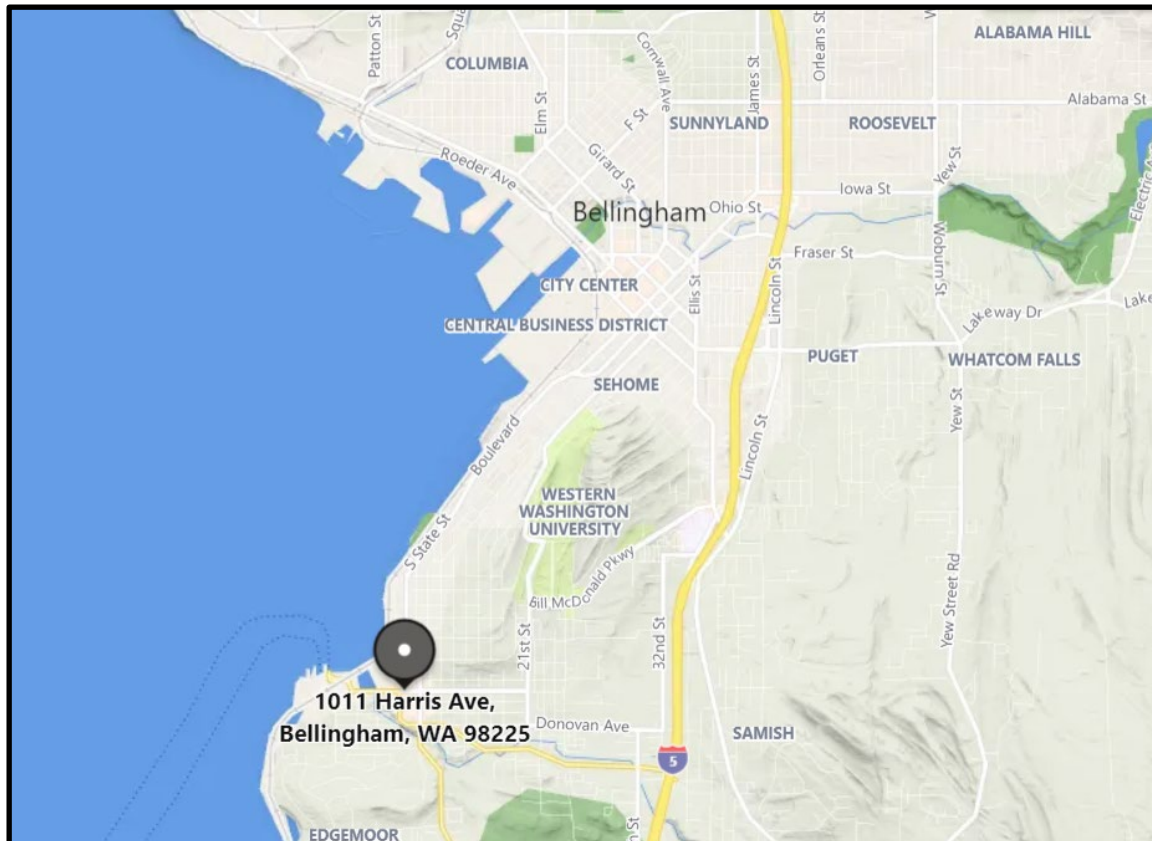 Patton St
Squa
COLUMBIA
Elm St
Cornwall Ave
F St
Girard St
James St
Orleans St
ALABAMA HILL
Alabama St
SUNNYLAND
ROOSEVELT
Roeder Ave
Yew St
Iowa St
Electric A
Bellingham
Ohio St
Fraser St
Woburn St
CITY CENTER
Ellis St
Lincoln St
Lakeway Dr
Lake
CENTRAL BUSINESS DISTRICT
PUGET
WHATCOM FALLS
SEHOME
Yew St
Boulevard
Lincoln St
WESTERN
WASHINGTON
UNIVERSITY
S State St
Bill McDonald Pkwy
21st St
32nd St
Yew Street Rd
1011 Harris Ave,
Bellingham, WA 98225
Donovan Ave
SAMISH
5
EDGEMOOR